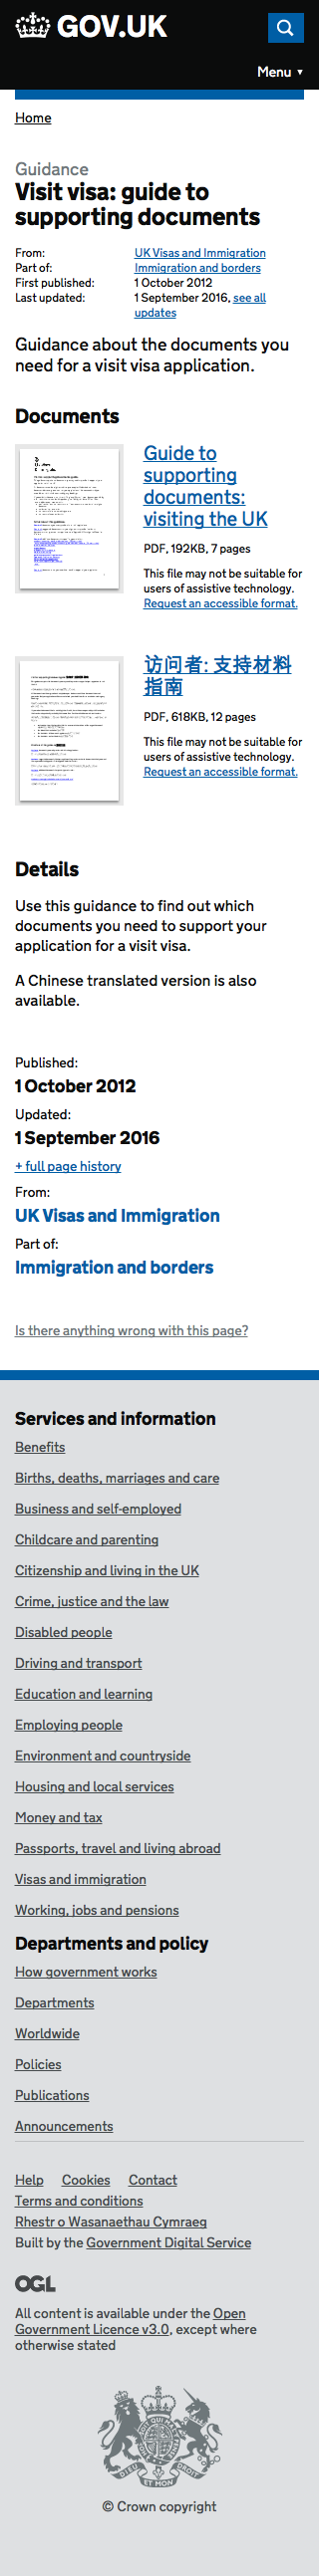 GOV.UK
Menu ▼
Home
Guidance
Visit visa: guide to
supporting documents
From: UK Visas and Immigration
Part of: Immigration and borders
First published: 1 October 2012
Last updated: 1 September 2016, see all
updates
Guidance about the documents you
need for a visit visa application.
Documents
Guide to
supporting
documents:
visiting the UK
PDF, 192KB, 7 pages
This file may not be suitable for
users of assistive technology.
Request an accessible format.
访问者: 支持材料
指南
PDF, 618KB, 12 pages
This file may not be suitable for
users of assistive technology.
Request an accessible format.
Details
Use this guidance to find out which
documents you need to support your
application for a visit visa.
A Chinese translated version is also
available.
Published:
1 October 2012
Updated:
1 September 2016
+ full page history
From:
UK Visas and Immigration
Part of:
Immigration and borders
Is there anything wrong with this page?
Services and information
Benefits
Births, deaths, marriages and care
Business and self-employed
Childcare and parenting
Citizenship and living in the UK
Crime, justice and the law
Disabled people
Driving and transport
Education and learning
Employing people
Environment and countryside
Housing and local services
Money and tax
Passports, travel and living abroad
Visas and immigration
Working, jobs and pensions
Departments and policy
How government works
Departments
Worldwide
Policies
Publications
Announcements
Help Cookies Contact
Terms and conditions
Rhestr o Wasanaethau Cymraeg
Built by the Government Digital Service
OGL
All content is available under the Open
Government Licence v3.0, except where
otherwise stated
© Crown copyright